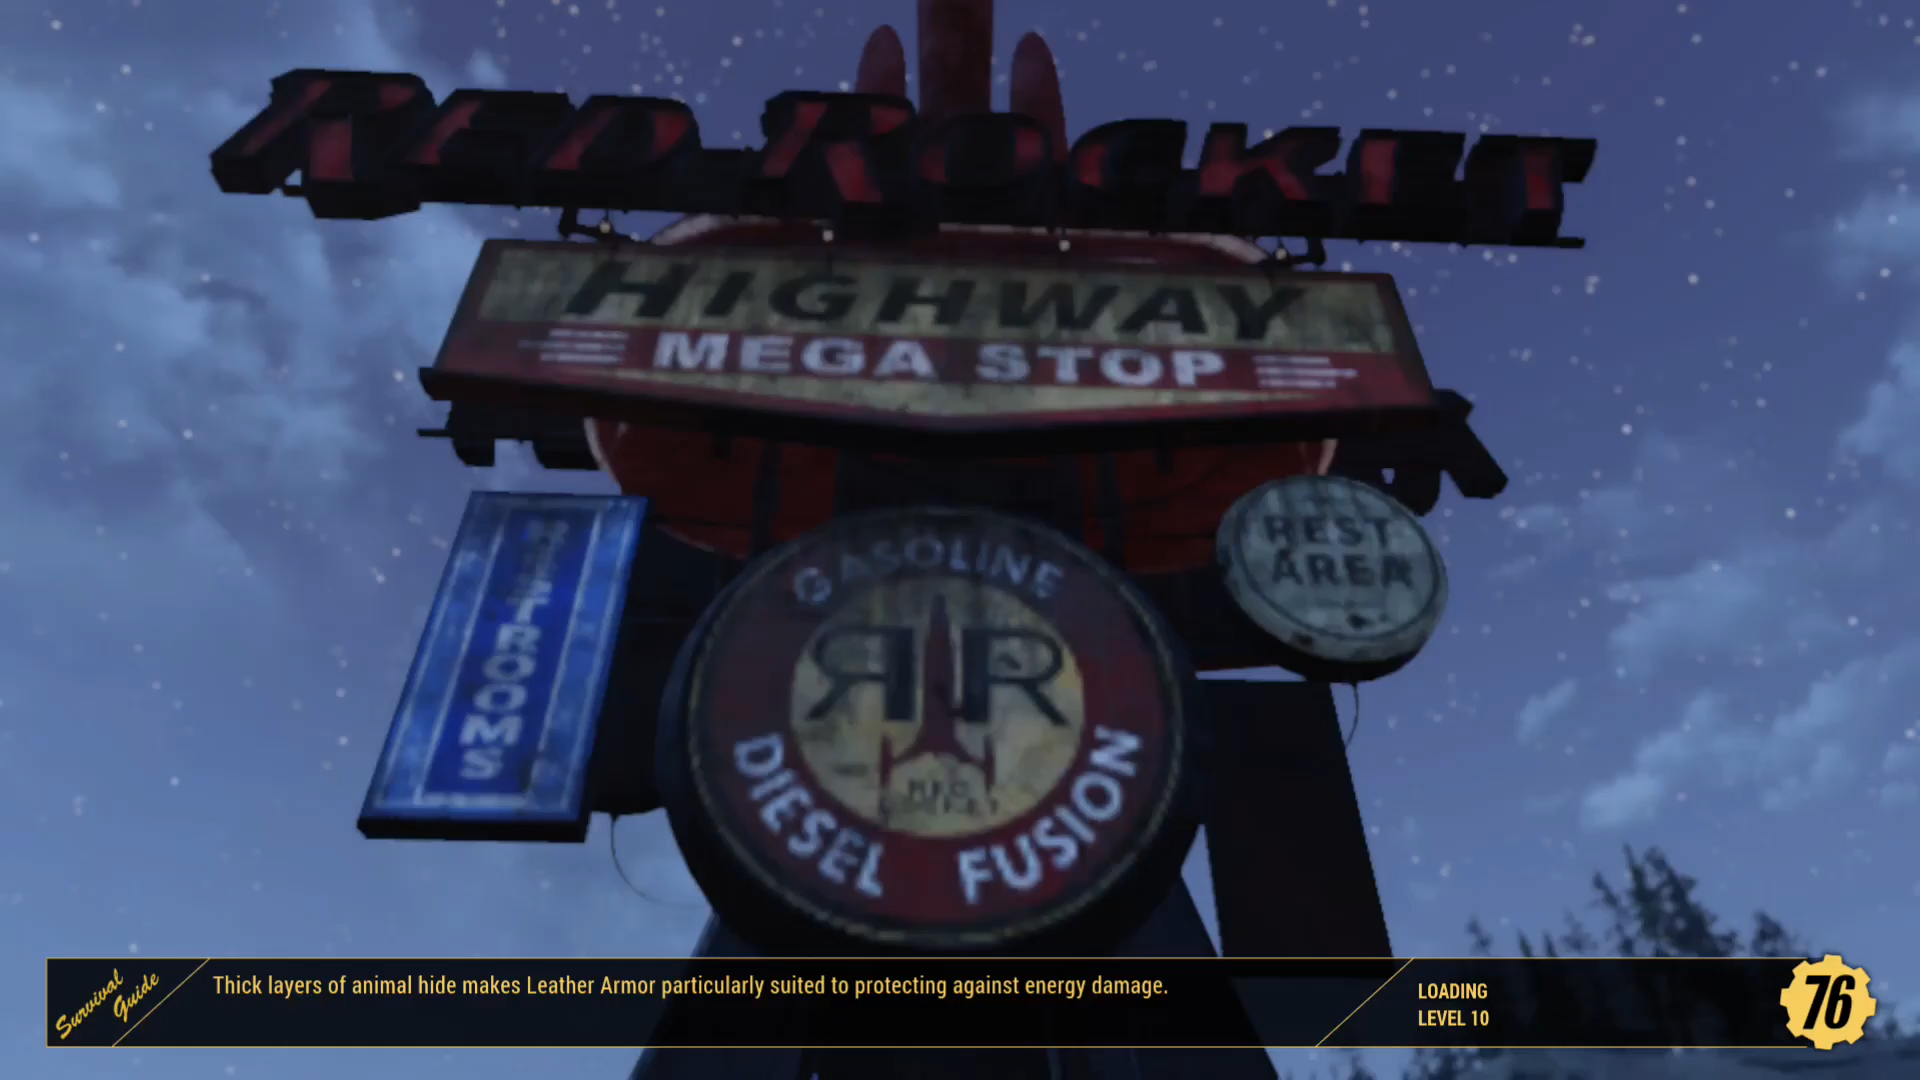 RED ROCKET
HIGHWAY
MEGA STOP
RESTROOMS
GASOLINE
REST
AREA
RR
DIESEL FUSION
Survival
Guide
Thick layers of animal hide makes Leather Armor particularly suited to protecting against energy damage.
LOADING
LEVEL 10
76